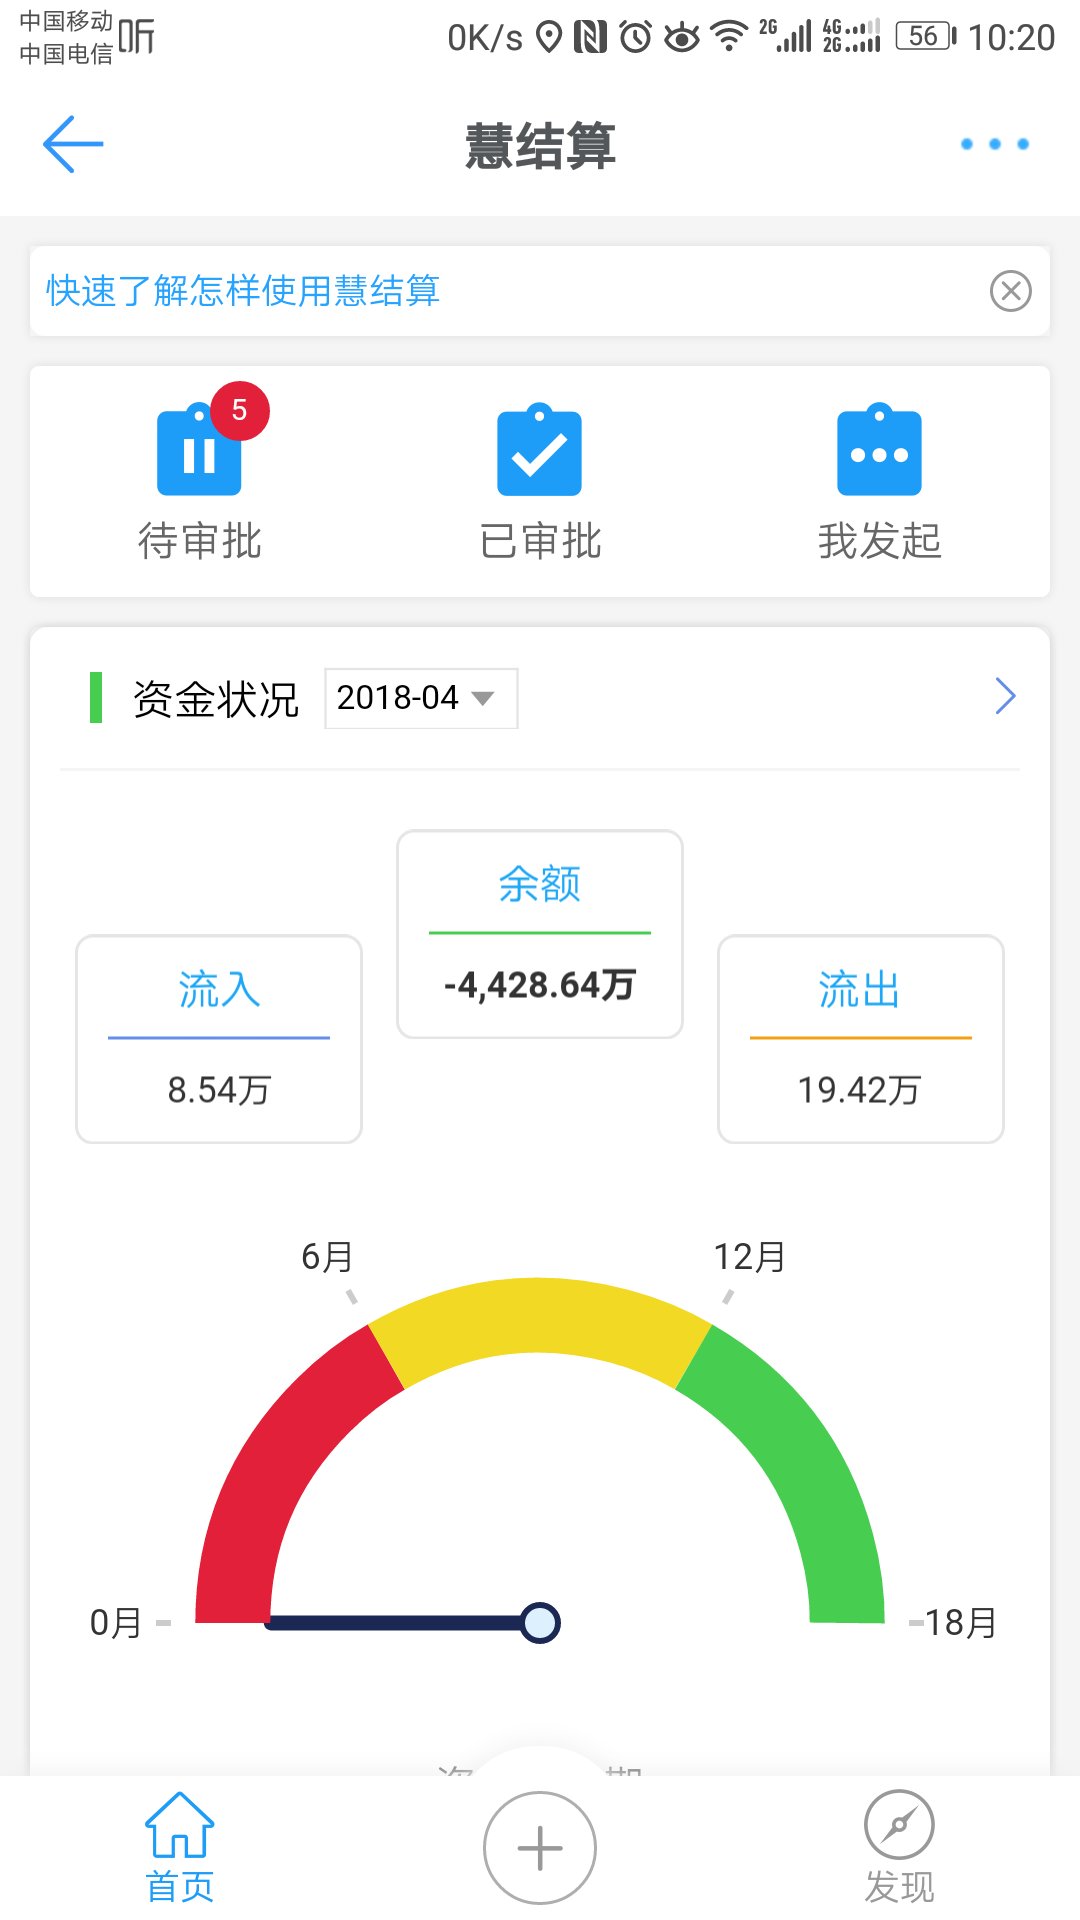 中国移动
中国电信
听
0K/s 2G 4G 2G 56 10:20
慧结算
快速了解怎样使用慧结算
5
待审批 已审批 我发起
资金状况 2018-04
余额
-4,428.64万
流入 流出
8.54万 19.42万
6月 12月
0月 18月
首页 发现